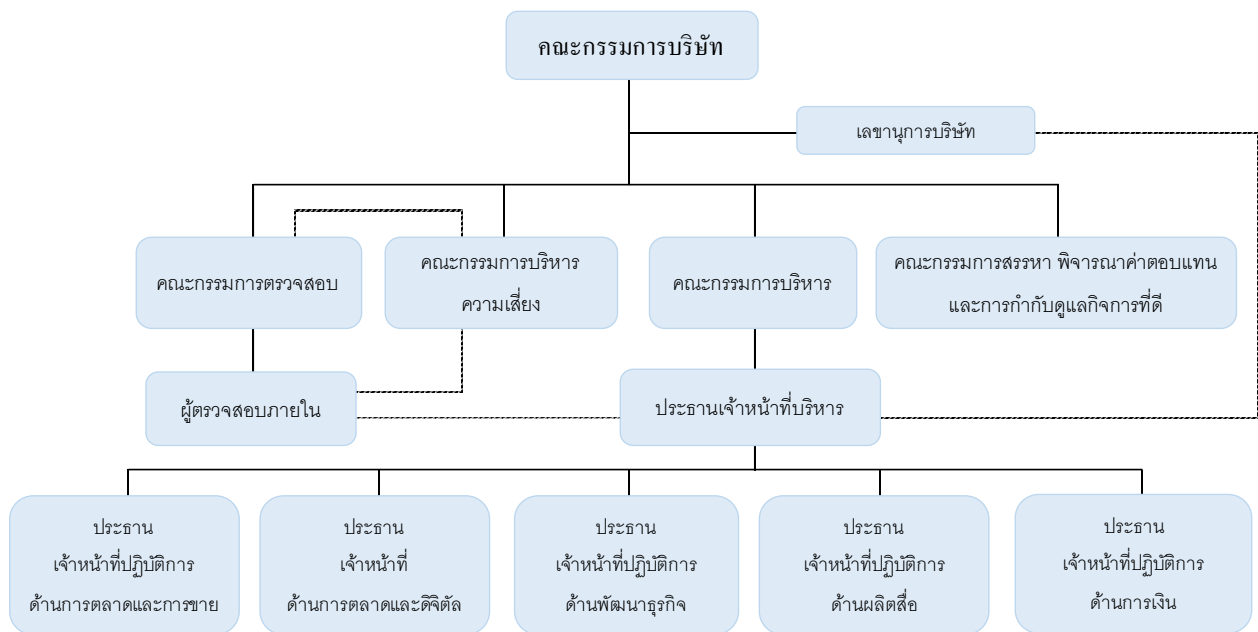 คณะกรรมการบริษัท
เลขานุการบริษัท
คณะกรรมการตรวจสอบ
คณะกรรมการบริหาร
ความเสี่ยง
คณะกรรมการบริหาร
คณะกรรมการสรรหา พิจารณาค่าตอบแทน
และการกำกับดูแลกิจการที่ดี
ผู้ตรวจสอบภายใน
ประธานเจ้าหน้าที่บริหาร
ประธาน
เจ้าหน้าที่ปฏิบัติการ
ด้านการตลาดและการขาย
ประธาน
เจ้าหน้าที่
ด้านการตลาดและดิจิตัล
ประธาน
เจ้าหน้าที่ปฏิบัติการ
ด้านพัฒนาธุรกิจ
ประธาน
เจ้าหน้าที่ปฏิบัติการ
ด้านผลิตสื่อ
ประธาน
เจ้าหน้าที่ปฏิบัติการ
ด้านการเงิน